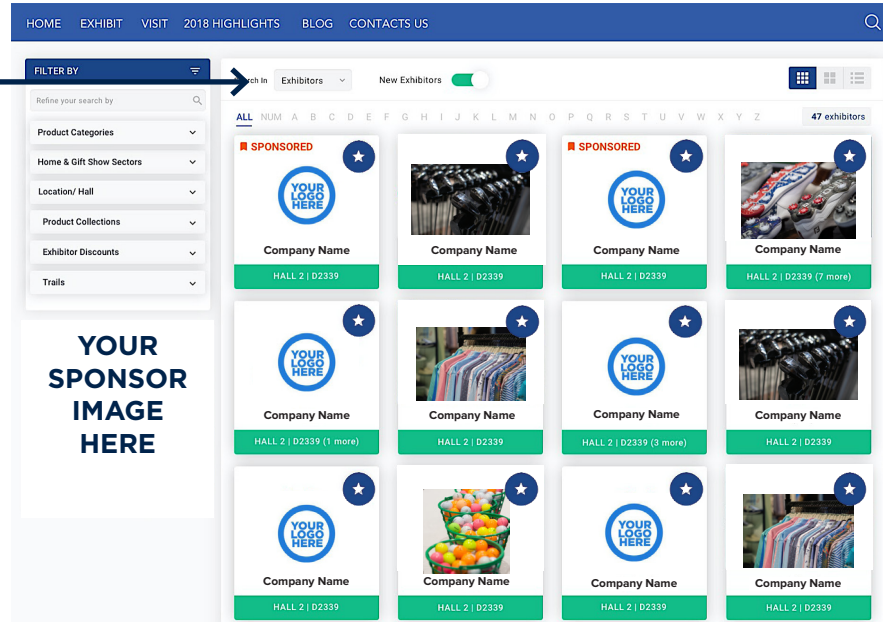 HOME EXHIBIT VISIT 2018 HIGHLIGHTS BLOG CONTACTS US
FILTER BY
Refine your search by
Product Categories
Home & Gift Show Sectors
Location/ Hall
Product Collections
Exhibitor Discounts
Trails
YOUR
SPONSOR
IMAGE
HERE
In Exhibitors New Exhibitors
ALL NUM A B C D E F G H I J K L M N O P Q R S T U V W X Y Z 47 exhibitors
SPONSORED SPONSORED
YOUR
LOGO
HERE
YOUR
LOGO
HERE
Company Name Company Name Company Name Company Name
HALL 2 | D2339 HALL 2 | D2339 HALL 2 | D2339 HALL 2 | D2339 (7 more)
YOUR
LOGO
HERE
YOUR
LOGO
HERE
Company Name Company Name Company Name Company Name
HALL 2 | D2339 (1 more) HALL 2 | D2339 HALL 2 | D2339 (3 more) HALL 2 | D2339
YOUR
LOGO
HERE
YOUR
LOGO
HERE
Company Name Company Name Company Name Company Name
HALL 2 | D2339 HALL 2 | D2339 HALL 2 | D2339 HALL 2 | D2339